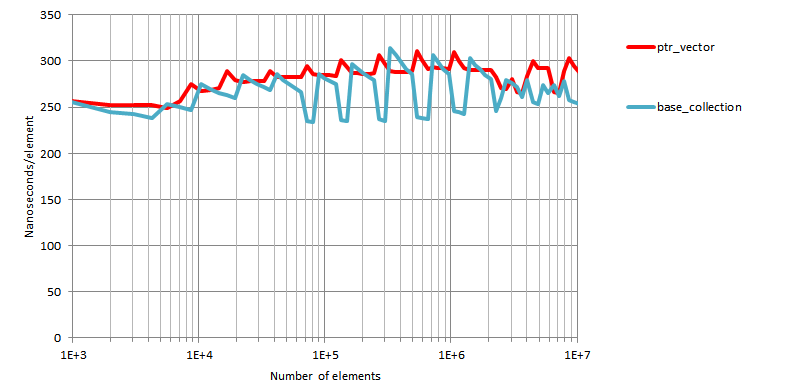 350
300
250
200
150
100
50
0
Nanoseconds/element
1E+3
1E+4
1E+5
1E+6
1E+7
Number of elements
ptr_vector
base_collection